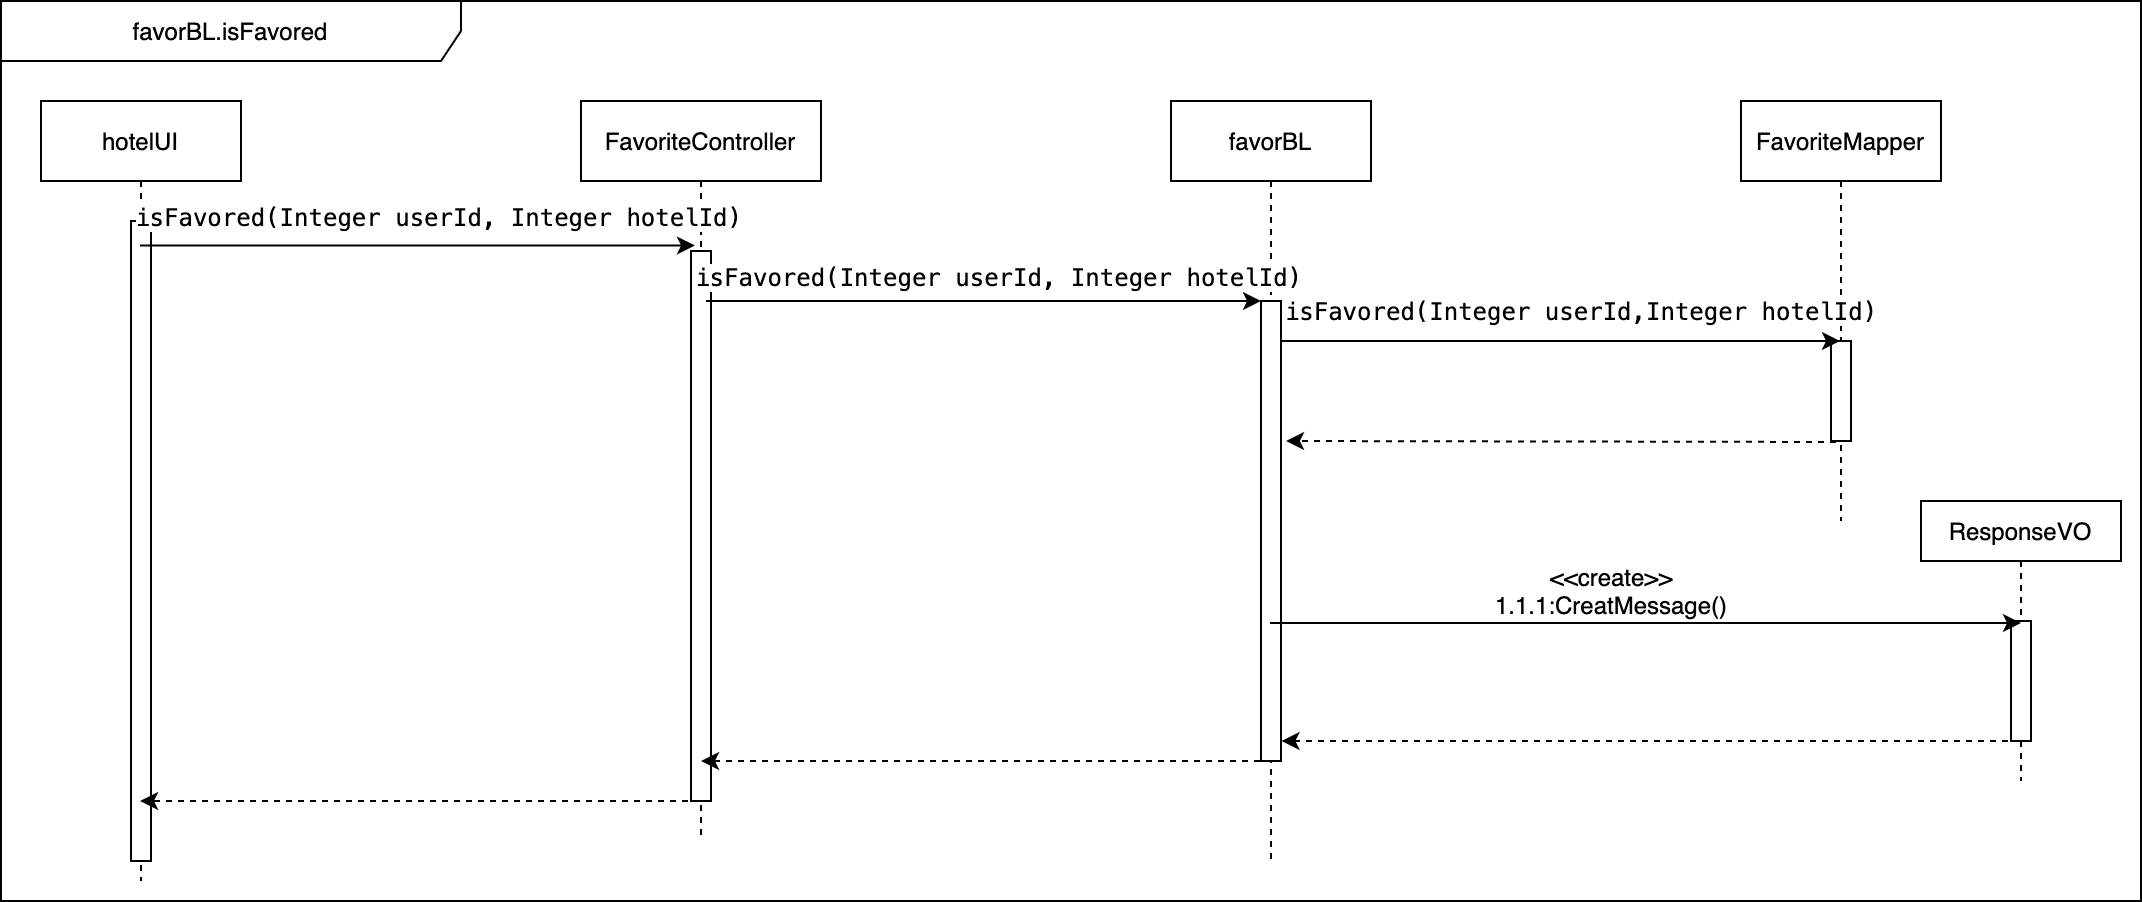 favorBL.isFavored
hotelUI
FavoriteController
favorBL
FavoriteMapper
isFavored(Integer userId, Integer hotelId)
isFavored(Integer userId, Integer hotelId)
isFavored(Integer userId,Integer hotelId)
ResponseVO
<<create>>
1.1.1:CreatMessage()